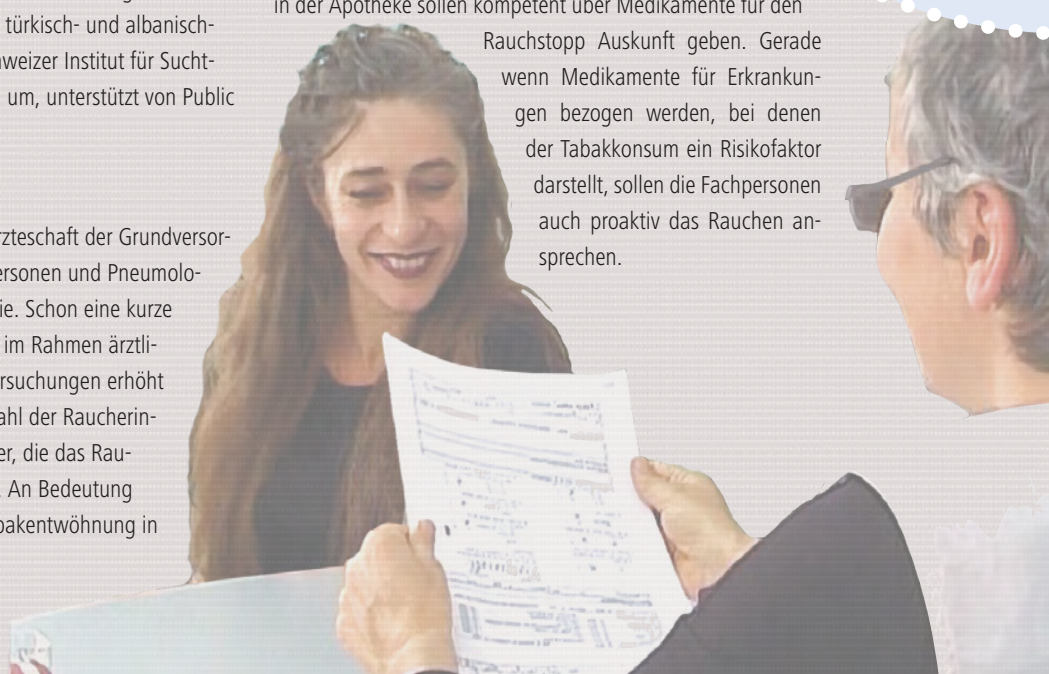 türkisch- und albanisch-
weizer Institut für Sucht-
um, unterstützt von Public
rzteschaft der Grundversor-
ersonen und Pneumolo-
ie. Schon eine kurze
im Rahmen ärztli-
rsuchungen erhöht
ahl der Raucherin-
er, die das Rau-
. An Bedeutung
bakentwöhnung in
in der Apotheke sollen kompetent über Medikamente für den
Rauchstopp Auskunft geben. Gerade
wenn Medikamente für Erkrankun-
gen bezogen werden, bei denen
der Tabakkonsum ein Risikofaktor
darstellt, sollen die Fachpersonen
auch proaktiv das Rauchen an-
sprechen.